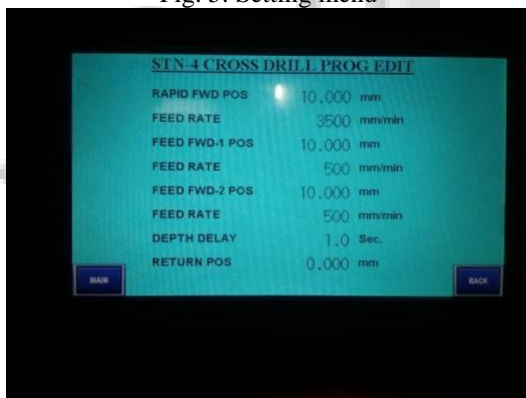 Fig. 5. Setting menu
STN-4 CROSS DRILL PROG EDIT
RAPID FWD POS 10.000 mm
FEED RATE 3500 mm/min
FEED FWD-1 POS 10.000 mm
FEED RATE 500 mm/min
FEED FWD-2 POS 10.000 mm
FEED RATE 500 mm/min
DEPTH DELAY 1.0 Sec.
RETURN POS 0.000 mm
MAIN BACK